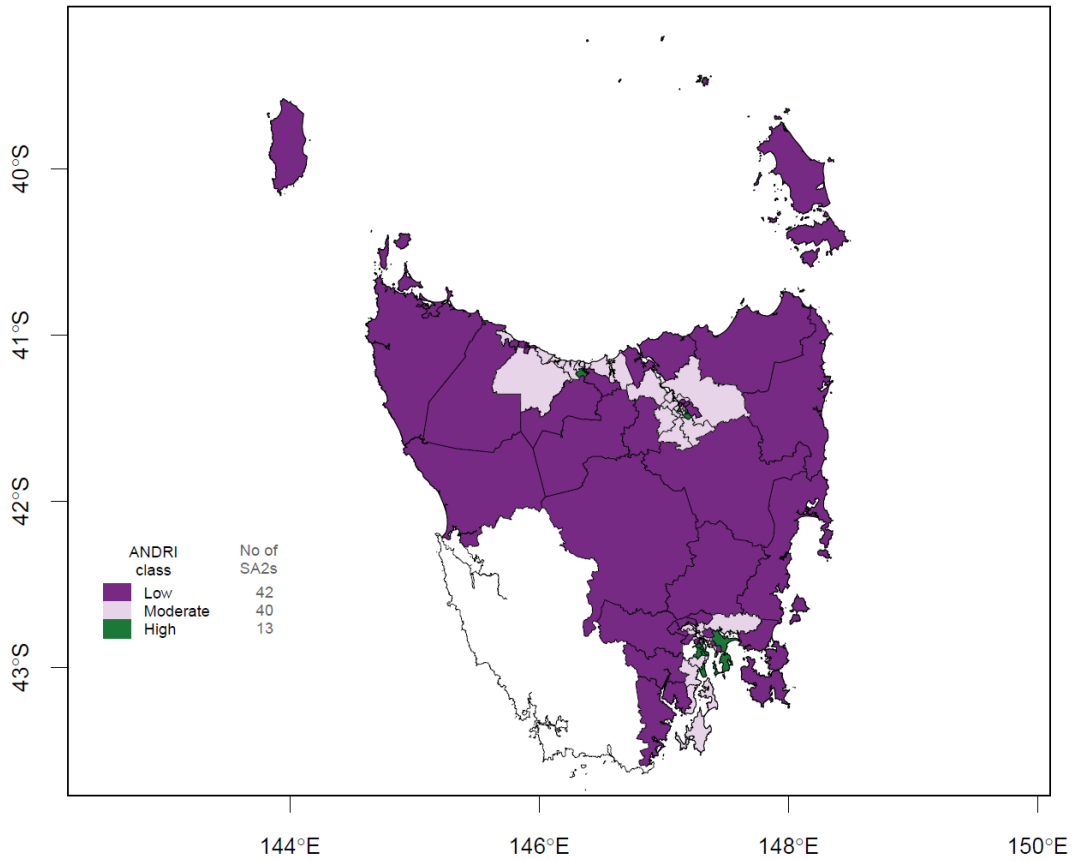 40°S
41°S
42°S
43°S
ANDRI class No of SA2s
Low 42
Moderate 40
High 13
144°E 146°E 148°E 150°E